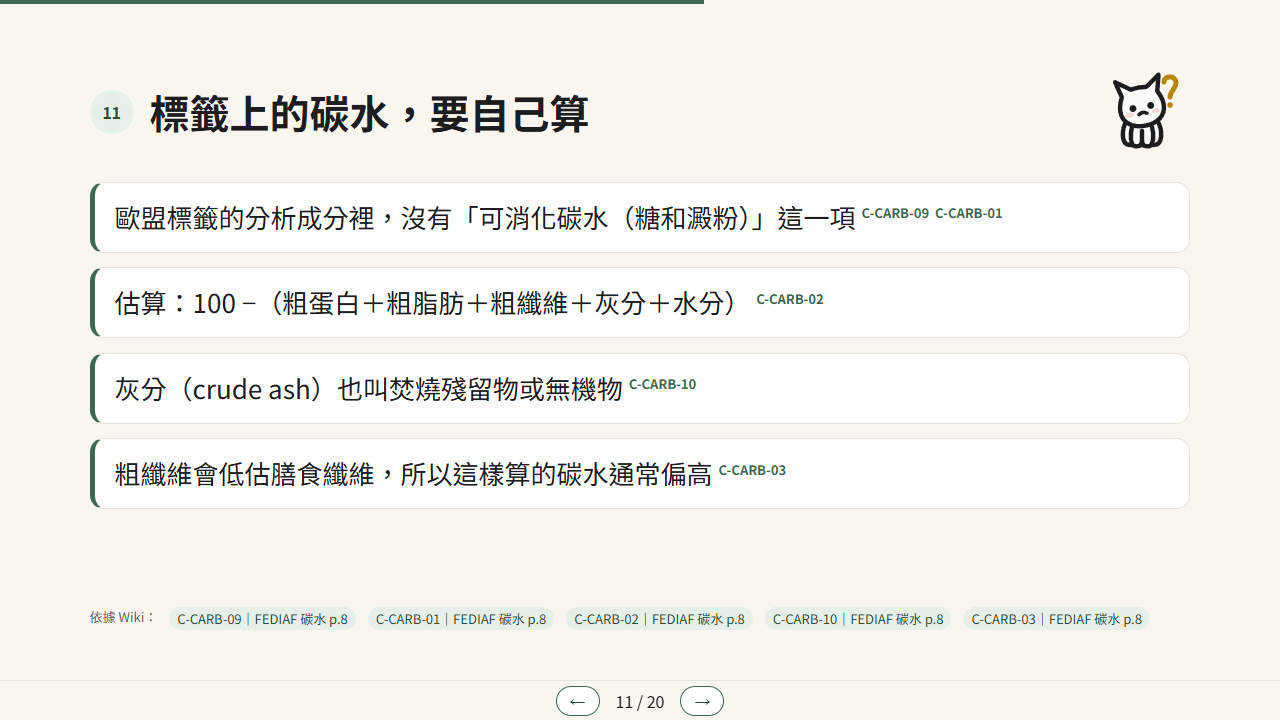 11
標籤上的碳水，要自己算
?
歐盟標籤的分析成分裡，沒有「可消化碳水（糖和澱粉）」這一項 C-CARB-09 C-CARB-01
估算：100 −（粗蛋白＋粗脂肪＋粗纖維＋灰分＋水分） C-CARB-02
灰分（crude ash）也叫焚燒殘留物或無機物 C-CARB-10
粗纖維會低估膳食纖維，所以這樣算的碳水通常偏高 C-CARB-03
依據 Wiki： C-CARB-09｜FEDIAF 碳水 p.8 C-CARB-01｜FEDIAF 碳水 p.8 C-CARB-02｜FEDIAF 碳水 p.8 C-CARB-10｜FEDIAF 碳水 p.8 C-CARB-03｜FEDIAF 碳水 p.8
← 11 / 20 →